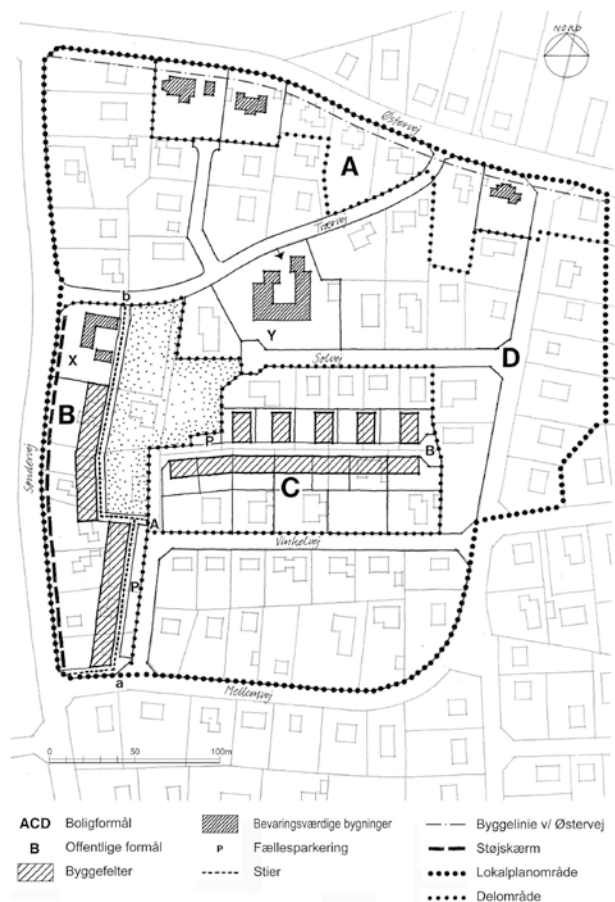 NORD
Østervej
A
Tværvej
b
Y
X
Solvej
D
B
P
B
C
Søndervej
A
Vinkelvej
P
a
Mellemvej
0 50 100m
ACD Boligformål
B Offentlige formål
Byggefelter
Bevaringsværdige bygninger
P Fællesparkering
Stier
Byggelinie v/ Østervej
Støjskærm
Lokalplanområde
Delområde